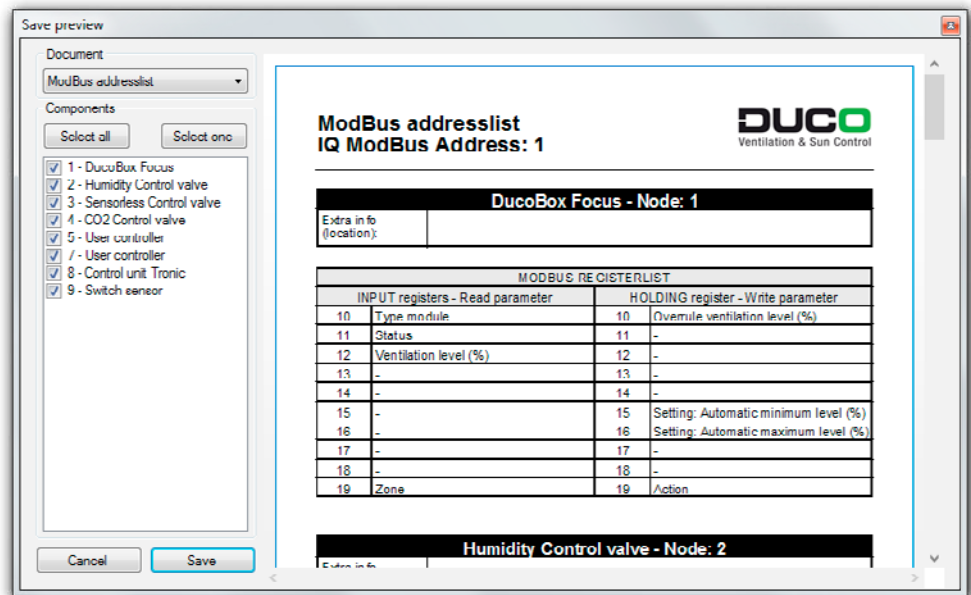 Save preview
Document
ModBus addresslist
Components
Select all
Select one
1 - DucoBox Focus
2 - Humidity Control valve
3 - Sensorless Control valve
4 - CO2 Control valve
5 - User controller
7 - User controller
8 - Control unit Tronic
9 - Switch sensor
Cancel
Save
ModBus addresslist
IQ ModBus Address: 1
DUCO
Ventilation & Sun Control
DucoBox Focus - Node: 1
Extra info
(location):
MODBUS REGISTERLIST
INPUT registers - Read parameter HOLDING register - Write parameter
10 Type module 10 Overrule ventilation level (%)
11 Status 11 -
12 Ventilation level (%) 12 -
13 - 13 -
14 - 14 -
15 - 15 Setting: Automatic minimum level (%)
16 - 16 Setting: Automatic maximum level (%)
17 - 17 -
18 - 18 -
19 Zone 19 Action
Humidity Control valve - Node: 2
Extra info